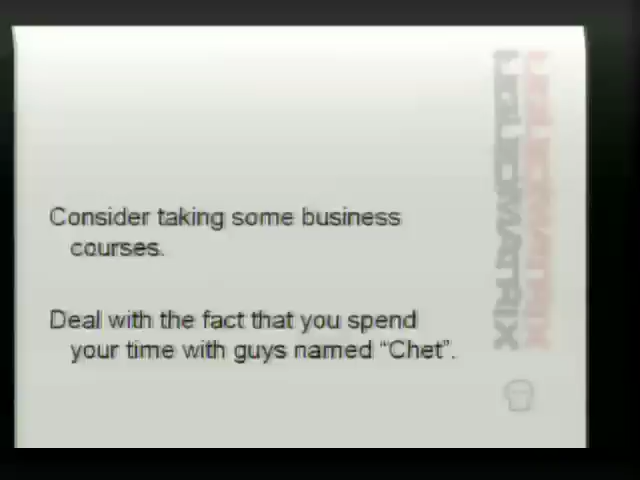 Consider taking some business
courses.
Deal with the fact that you spend
your time with guys named “Chet”.